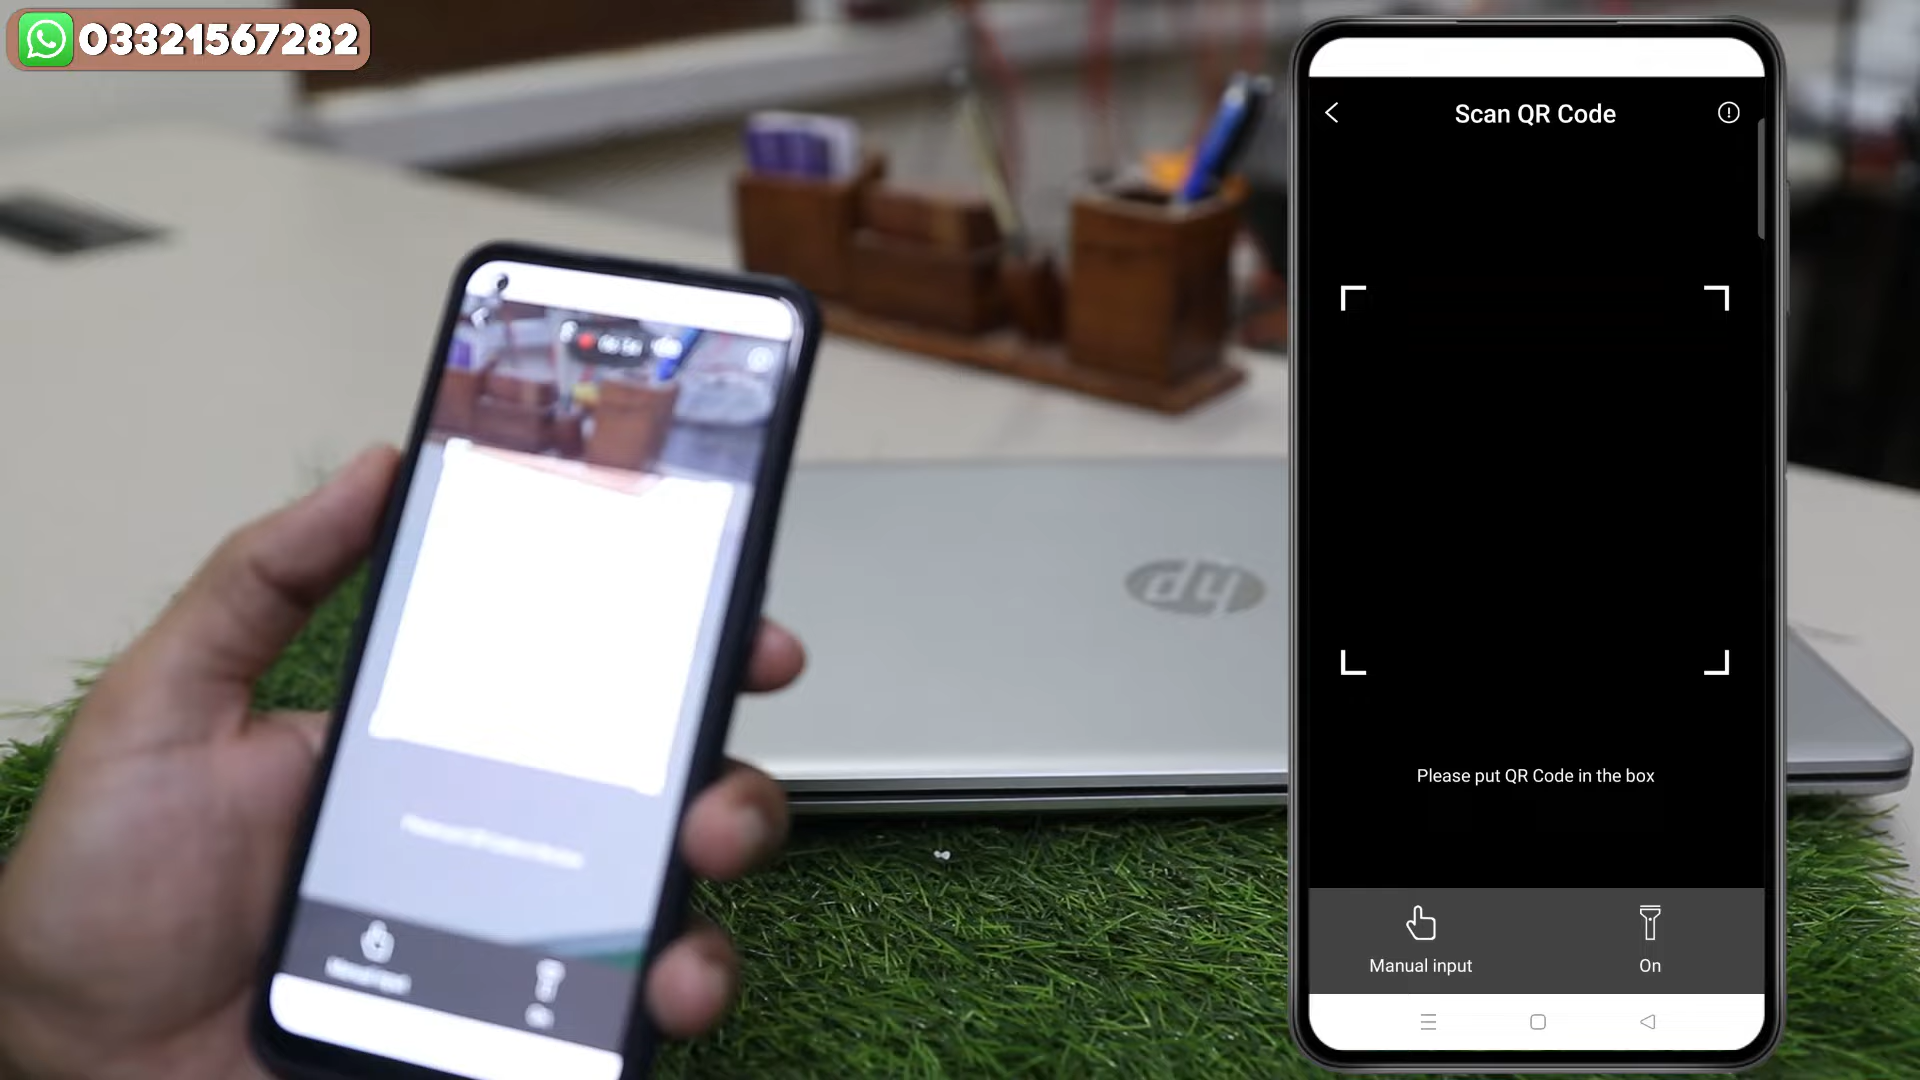 03321567282
Scan QR Code
hp
Please put QR Code in the box
Manual input
On